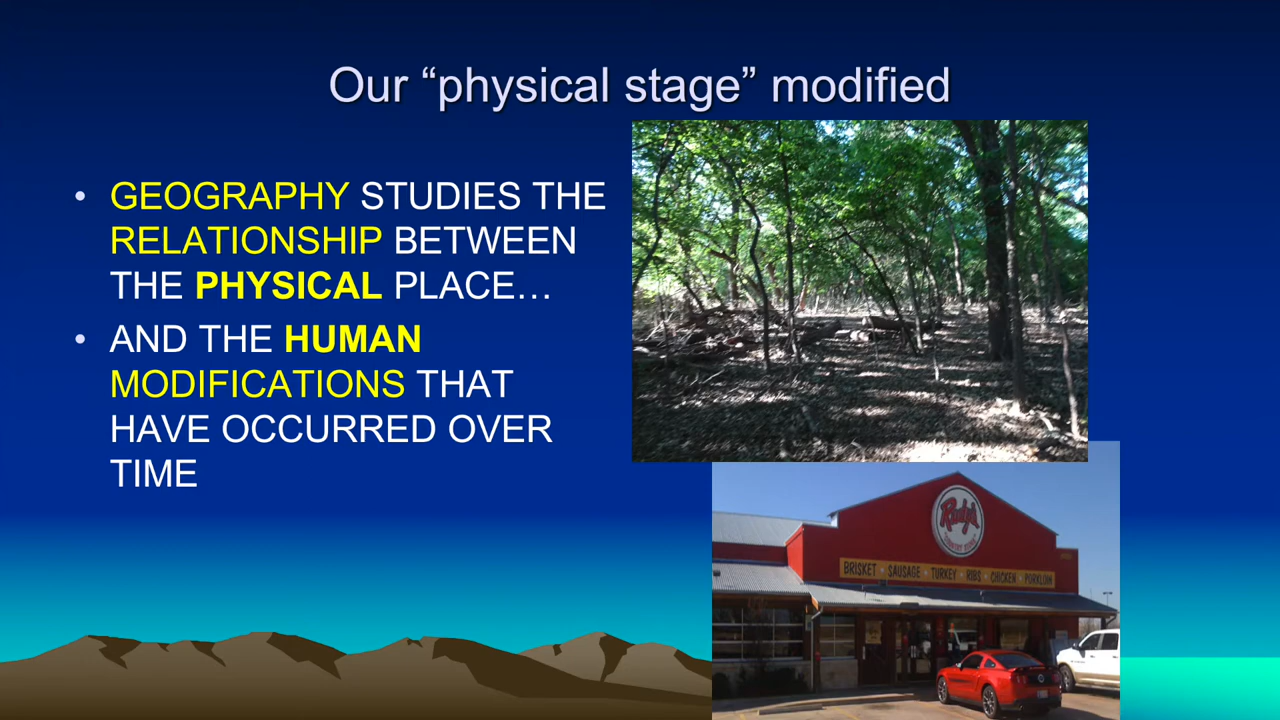 Our “physical stage” modified
• GEOGRAPHY STUDIES THE
RELATIONSHIP BETWEEN
THE PHYSICAL PLACE…
• AND THE HUMAN
MODIFICATIONS THAT
HAVE OCCURRED OVER
TIME
Rudy's
BRISKET SAUSAGE TURKEY RIBS CHICKEN PORKLOIN